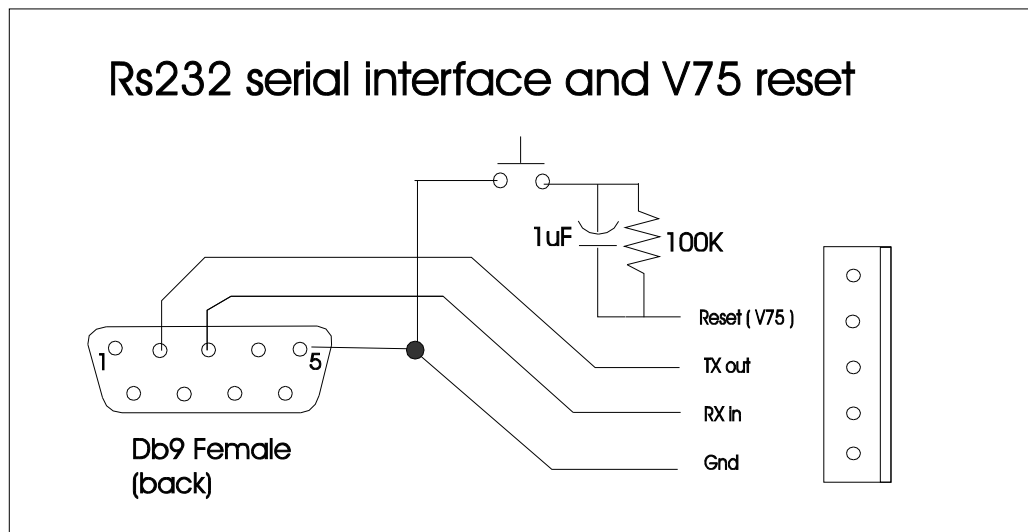 Rs232 serial interface and V75 reset
1uF
100K
Reset ( V75 )
TX out
1
5
RX in
Gnd
Db9 Female
(back)